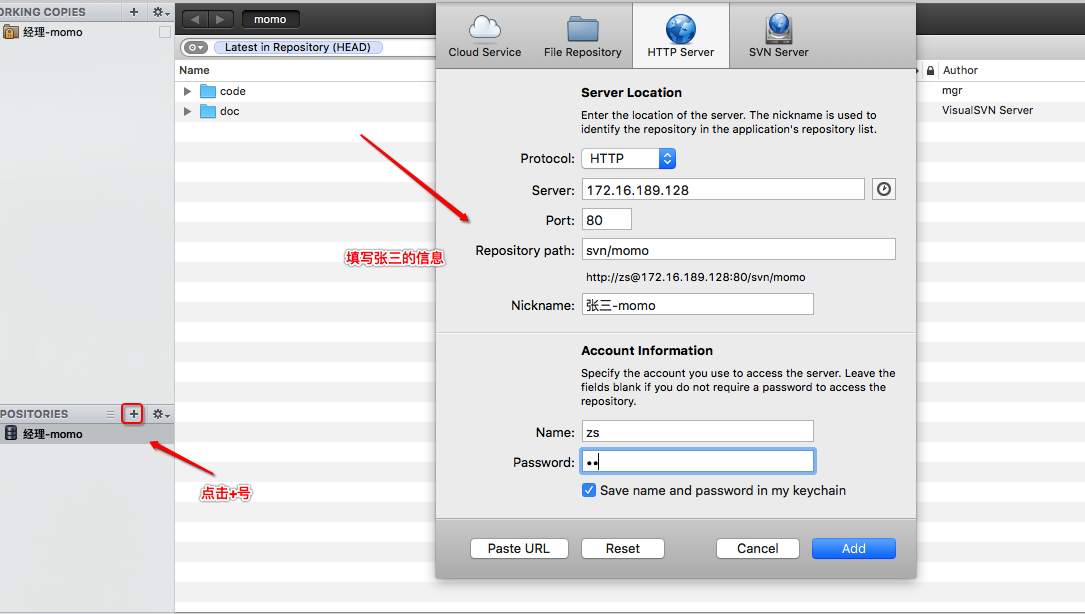 ORKING COPIES
经理-momo
momo
Latest in Repository (HEAD)
Name
code
doc
Author
mgr
VisualSVN Server
Cloud Service
File Repository
HTTP Server
SVN Server
Server Location
Enter the location of the server. The nickname is used to
identify the repository in the application's repository list.
Protocol: HTTP
Server: 172.16.189.128
Port: 80
Repository path: svn/momo
http://zs@172.16.189.128:80/svn/momo
Nickname: 张三-momo
填写张三的信息
Account Information
Specify the account you use to access the server. Leave the
fields blank if you do not require a password to access the
repository.
Name: zs
Password: ••
Save name and password in my keychain
Paste URL
Reset
Cancel
Add
POSITORIES
经理-momo
点击+号